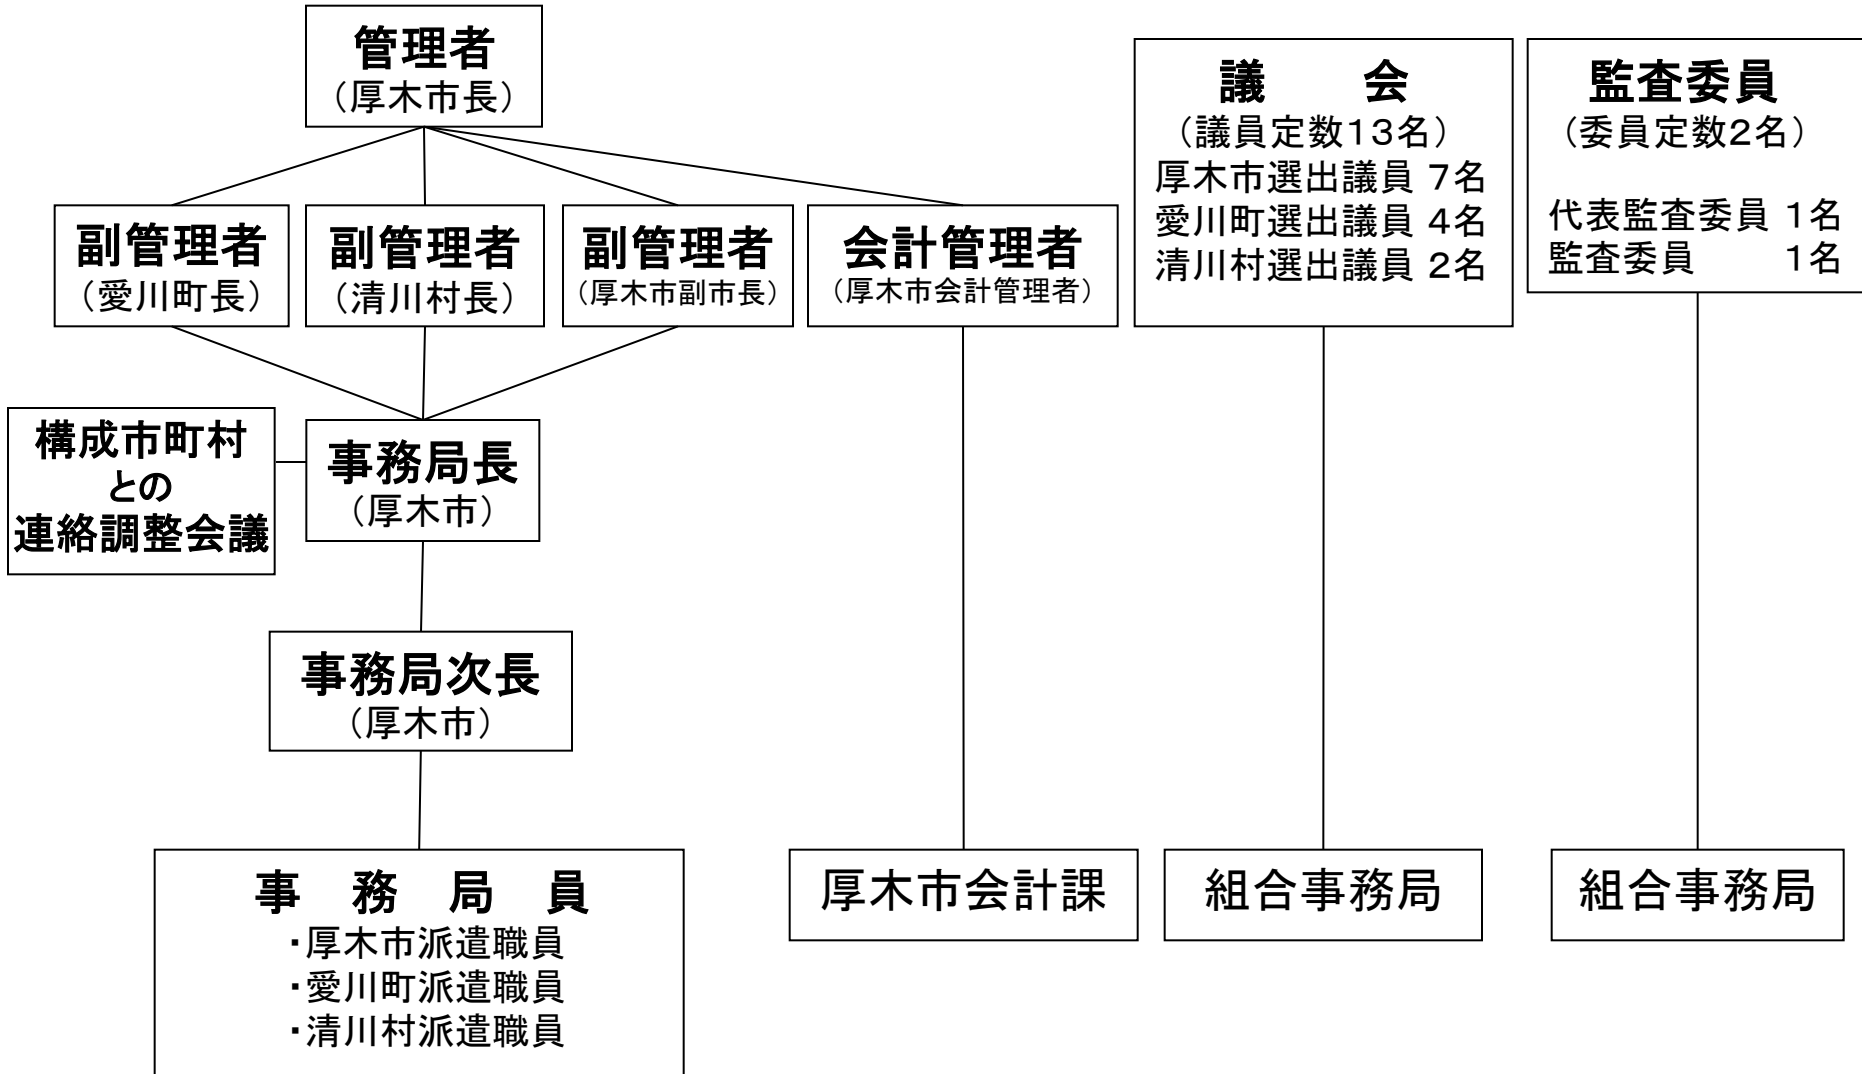 管理者
（厚木市長）
議　会
（議員定数13名）
厚木市選出議員 7名
愛川町選出議員 4名
清川村選出議員 2名
監査委員
（委員定数2名）
代表監査委員 1名
監査委員　　 1名
副管理者
（愛川町長）
副管理者
（清川村長）
副管理者
（厚木市副市長）
会計管理者
（厚木市会計管理者）
構成市町村
との
連絡調整会議
事務局長
（厚木市）
事務局次長
（厚木市）
事　務　局　員
・厚木市派遣職員
・愛川町派遣職員
・清川村派遣職員
厚木市会計課
組合事務局
組合事務局